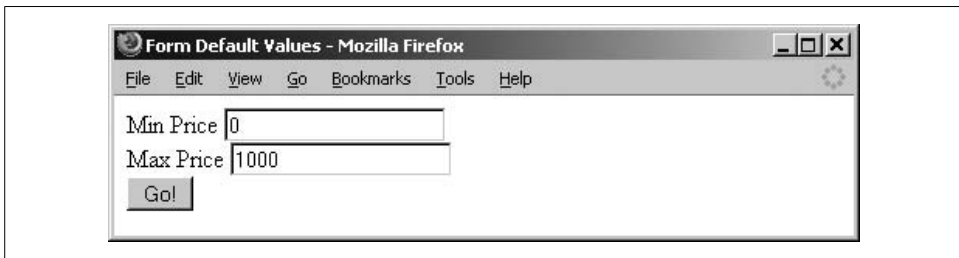 Form Default Values - Mozilla Firefox
File Edit View Go Bookmarks Tools Help
Min Price 0
Max Price 1000
Go!